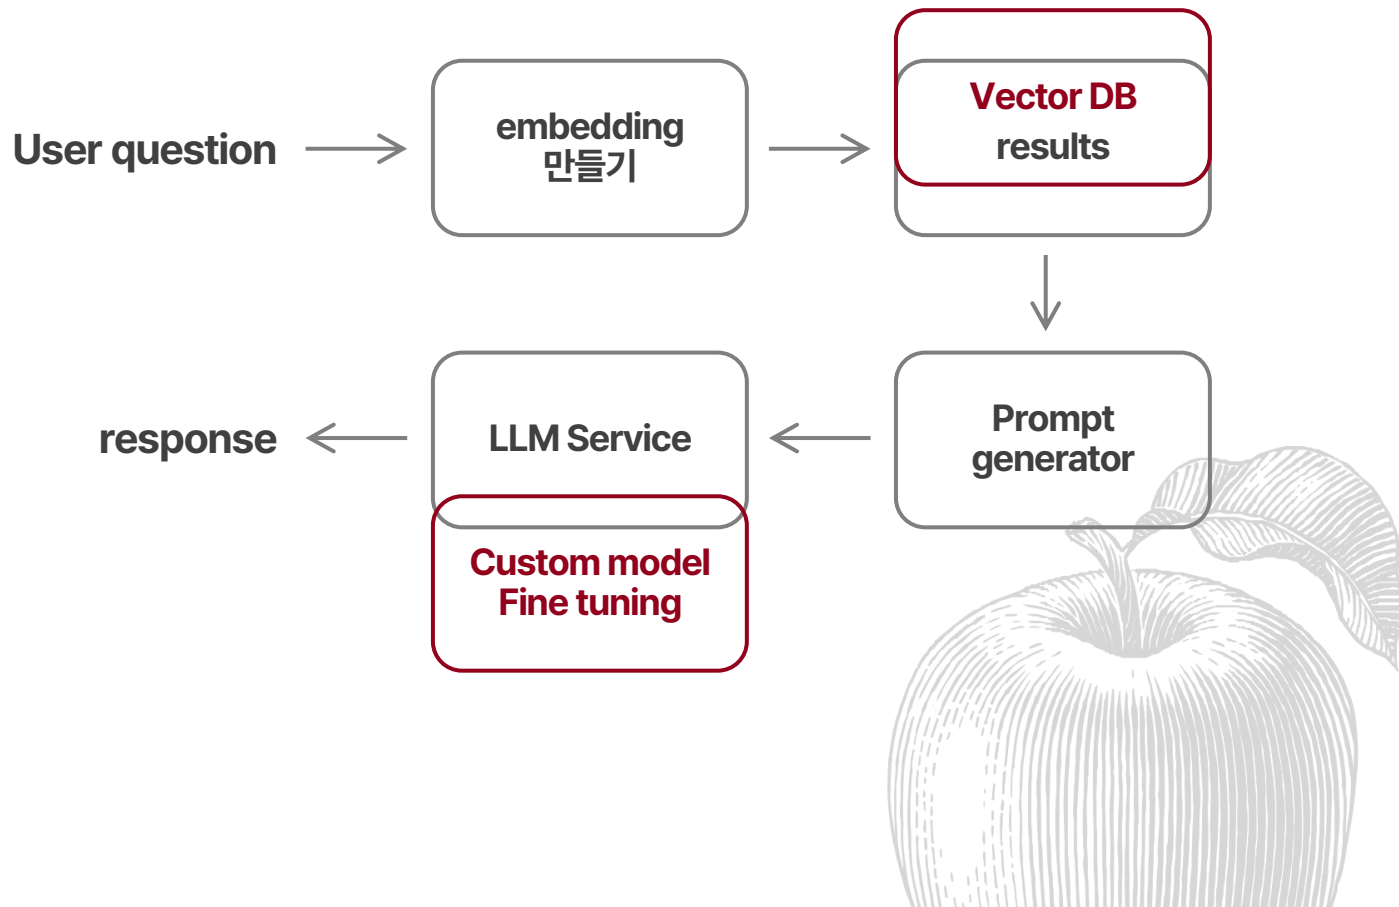 User question
embedding
만들기
Vector DB
results
response
LLM Service
Prompt
generator
Custom model
Fine tuning